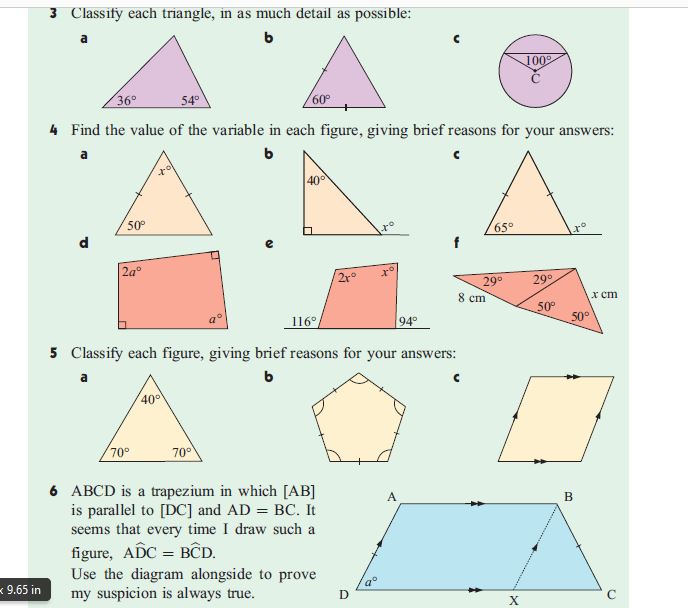 3 Classify each triangle, in as much detail as possible:
a b c
36° 54° 60° 100° C
4 Find the value of the variable in each figure, giving brief reasons for your answers:
a b c
x° 50° 40° x° 65° x°
d e f
2a° a° 2x° x° 116° 94° 29° 29° 8 cm 50° 50° x cm
5 Classify each figure, giving brief reasons for your answers:
a b c
40° 70° 70°
6 ABCD is a trapezium in which [AB]
is parallel to [DC] and AD = BC. It
seems that every time I draw such a
figure, AD̂C = BĈD.
Use the diagram alongside to prove
my suspicion is always true.
A B
a°
D X C
x 9.65 in